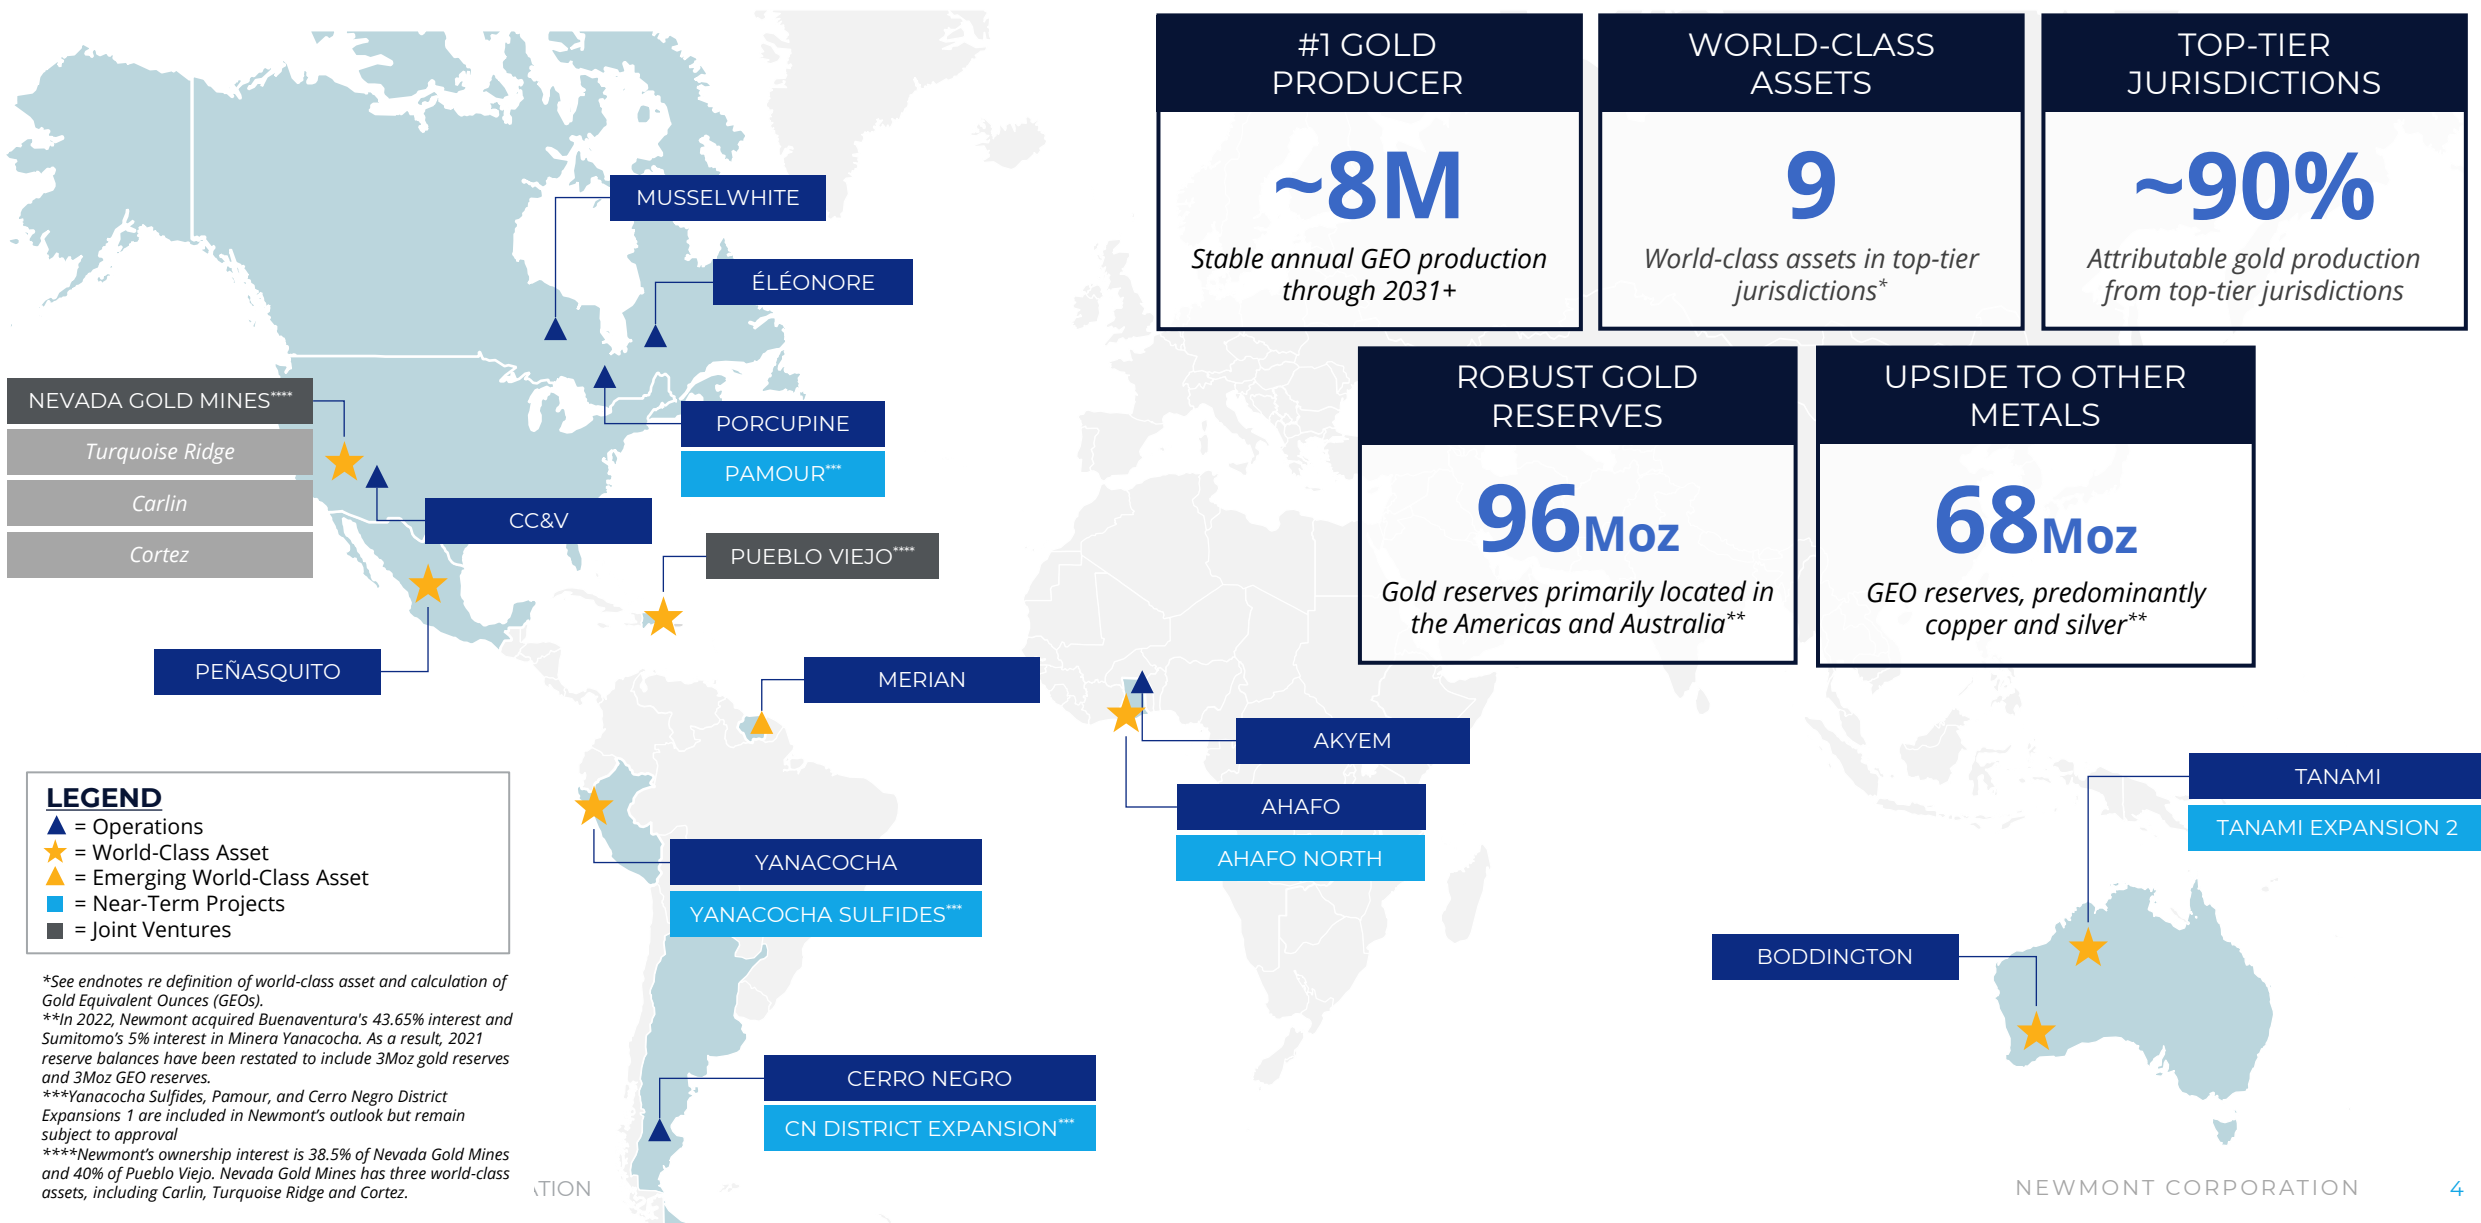 #1 GOLD
PRODUCER
~8M
Stable annual GEO production
through 2031+
WORLD-CLASS
ASSETS
9
World-class assets in top-tier
jurisdictions*
TOP-TIER
JURISDICTIONS
~90%
Attributable gold production
from top-tier jurisdictions
ROBUST GOLD
RESERVES
96Moz
Gold reserves primarily located in
the Americas and Australia**
UPSIDE TO OTHER
METALS
68Moz
GEO reserves, predominantly
copper and silver**
MUSSELWHITE
ÉLÉONORE
NEVADA GOLD MINES****
Turquoise Ridge
Carlin
Cortez
PORCUPINE
PAMOUR***
CC&V
PUEBLO VIEJO****
PEÑASQUITO
MERIAN
AKYEM
AHAFO
AHAFO NORTH
TANAMI
TANAMI EXPANSION 2
YANACOCHA
YANACOCHA SULFIDES***
BODDINGTON
CERRO NEGRO
CN DISTRICT EXPANSION***
LEGEND
= Operations
= World-Class Asset
= Emerging World-Class Asset
= Near-Term Projects
= Joint Ventures
*See endnotes re definition of world-class asset and calculation of
Gold Equivalent Ounces (GEOs).
**In 2022, Newmont acquired Buenaventura's 43.65% interest and
Sumitomo’s 5% interest in Minera Yanacocha. As a result, 2021
reserve balances have been restated to include 3Moz gold reserves
and 3Moz GEO reserves.
***Yanacocha Sulfides, Pamour, and Cerro Negro District
Expansions 1 are included in Newmont’s outlook but remain
subject to approval
****Newmont’s ownership interest is 38.5% of Nevada Gold Mines
and 40% of Pueblo Viejo. Nevada Gold Mines has three world-class
assets, including Carlin, Turquoise Ridge and Cortez.
NEWMONT CORPORATION
4